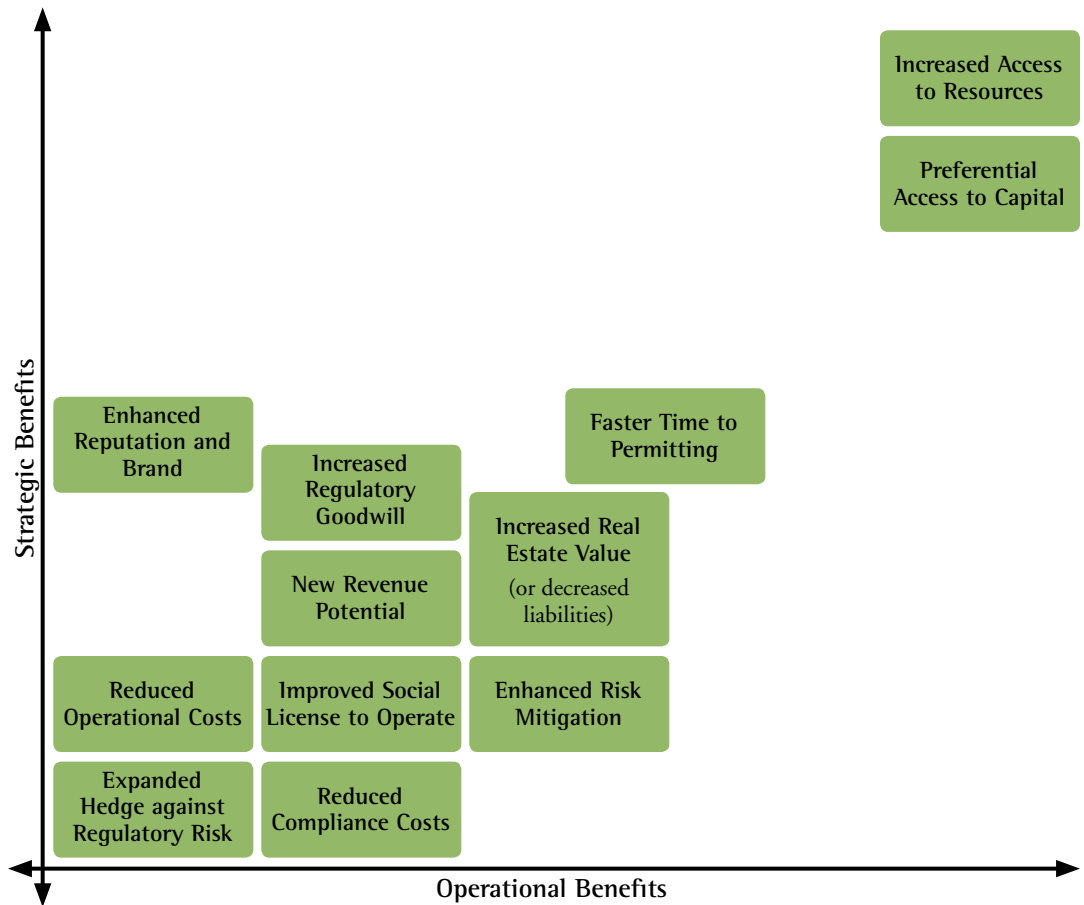 Increased Access
to Resources
Preferential
Access to Capital
Strategic Benefits
Enhanced
Reputation and
Brand
Faster Time to
Permitting
Increased
Regulatory
Goodwill
Increased Real
Estate Value
(or decreased
liabilities)
New Revenue
Potential
Reduced
Operational Costs
Improved Social
License to Operate
Enhanced Risk
Mitigation
Expanded
Hedge against
Regulatory Risk
Reduced
Compliance Costs
Operational Benefits